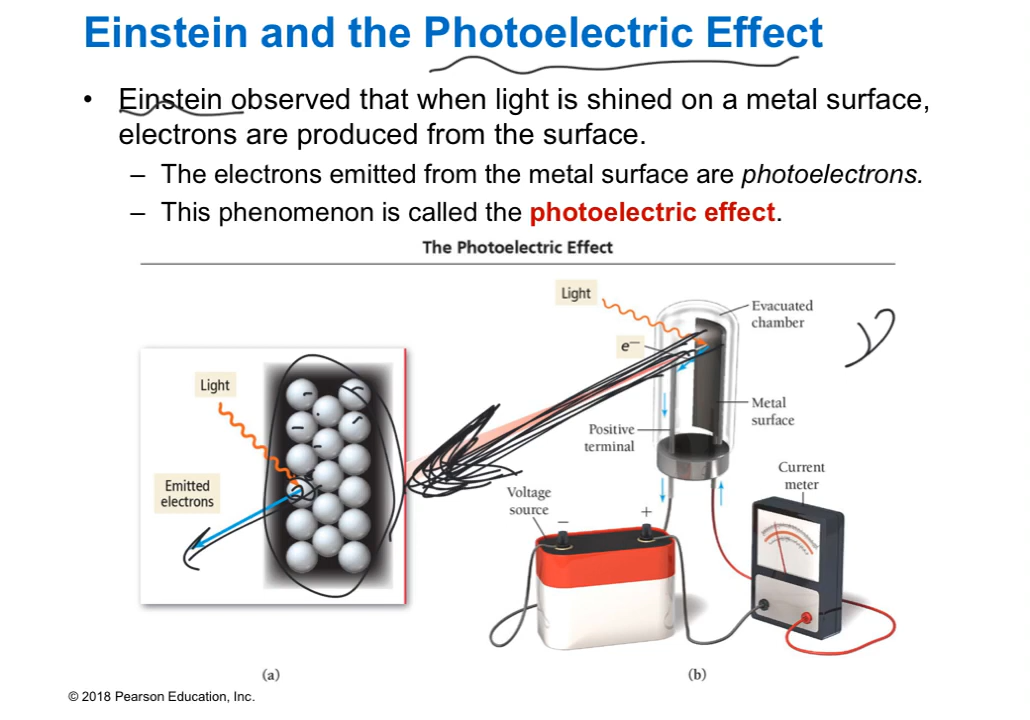 Einstein and the Photoelectric Effect
• Einstein observed that when light is shined on a metal surface,
electrons are produced from the surface.
– The electrons emitted from the metal surface are photoelectrons.
– This phenomenon is called the photoelectric effect.
The Photoelectric Effect
Light
Emitted
electrons
(a)
Light
e−
Evacuated
chamber
Metal
surface
Positive
terminal
Current
meter
Voltage
source
−
+
(b)
© 2018 Pearson Education, Inc.